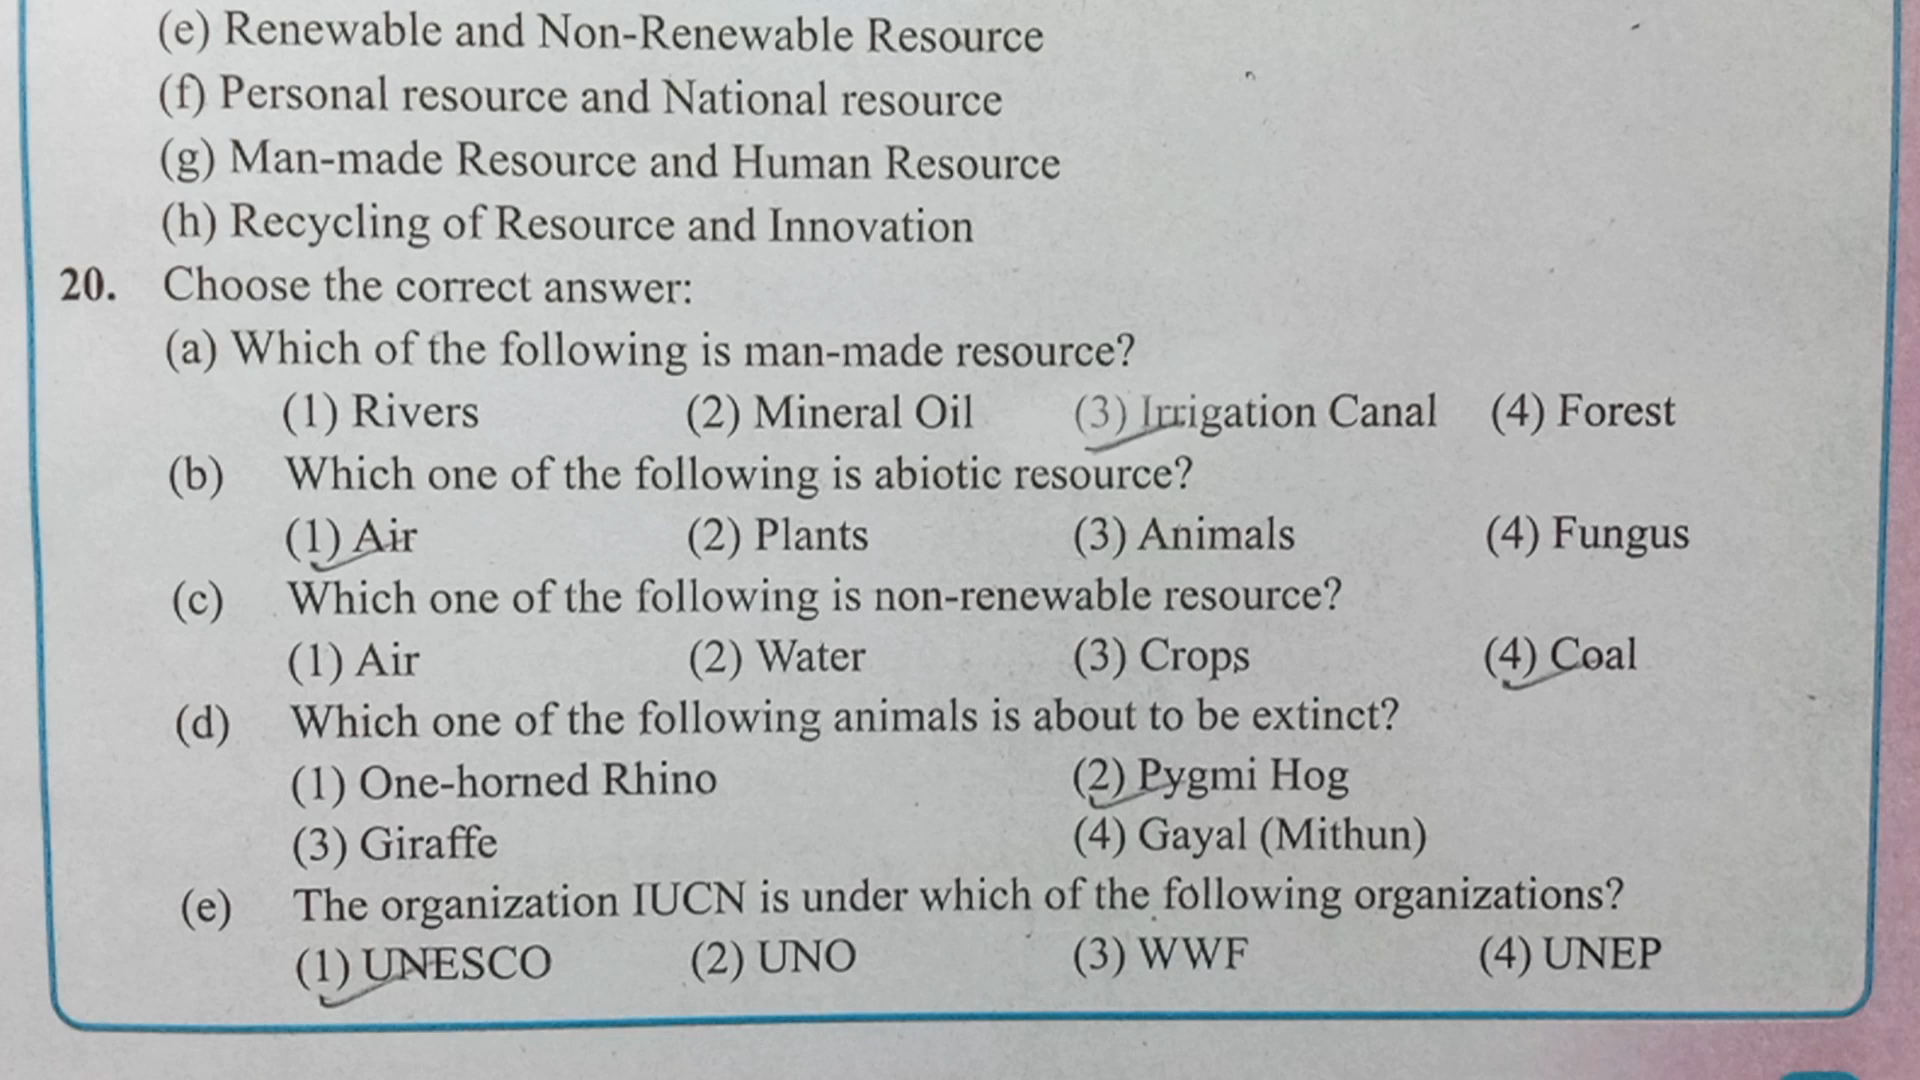 (e) Renewable and Non-Renewable Resource
(f) Personal resource and National resource
(g) Man-made Resource and Human Resource
(h) Recycling of Resource and Innovation
20. Choose the correct answer:
(a) Which of the following is man-made resource?
(1) Rivers (2) Mineral Oil (3) Irrigation Canal (4) Forest
(b) Which one of the following is abiotic resource?
(1) Air (2) Plants (3) Animals (4) Fungus
(c) Which one of the following is non-renewable resource?
(1) Air (2) Water (3) Crops (4) Coal
(d) Which one of the following animals is about to be extinct?
(1) One-horned Rhino (2) Pygmi Hog
(3) Giraffe (4) Gayal (Mithun)
(e) The organization IUCN is under which of the following organizations?
(1) UNESCO (2) UNO (3) WWF (4) UNEP